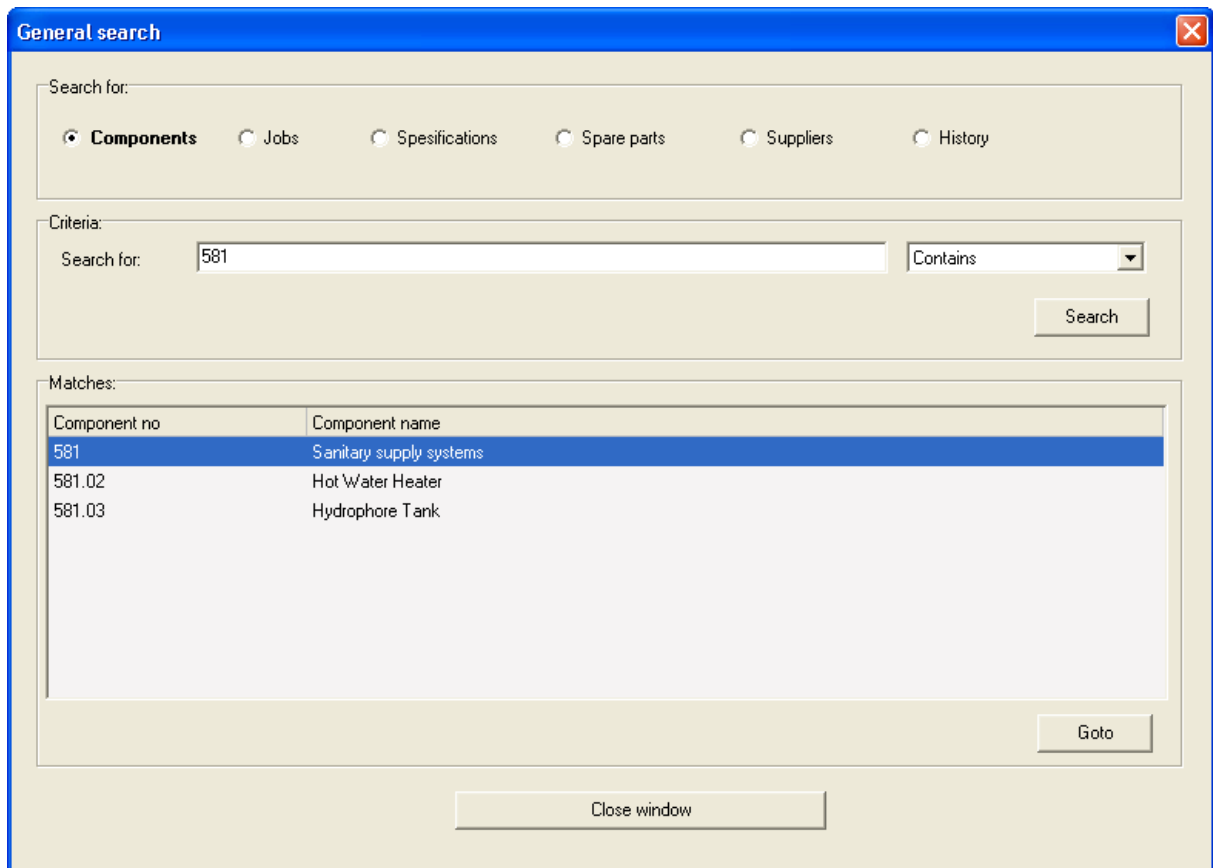 General search
Search for:
Components Jobs Spesifications Spare parts Suppliers History
Criteria:
Search for: 581 Contains
Search
Matches:
Component no Component name
581 Sanitary supply systems
581.02 Hot Water Heater
581.03 Hydrophore Tank
Goto
Close window